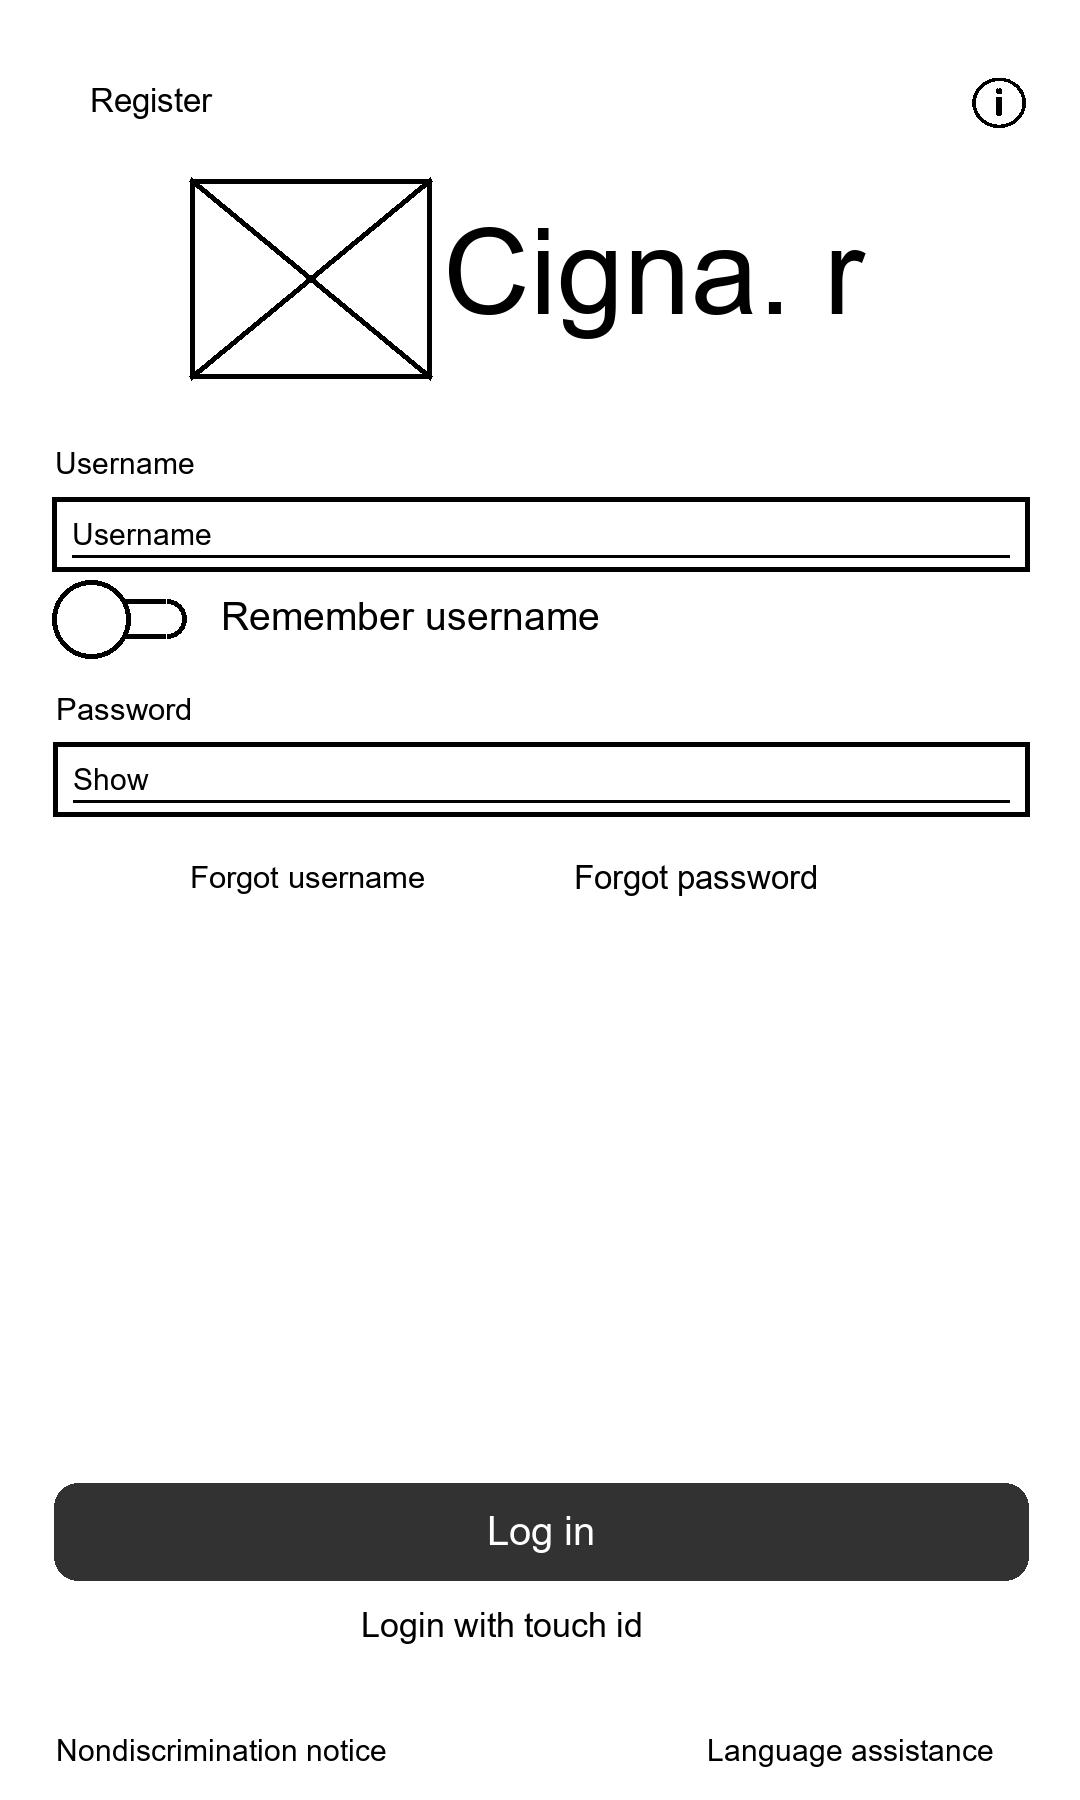 Register
Cigna. r
Username
Username
Remember username
Password
Show
Forgot username Forgot password
Log in
Login with touch id
Nondiscrimination notice Language assistance